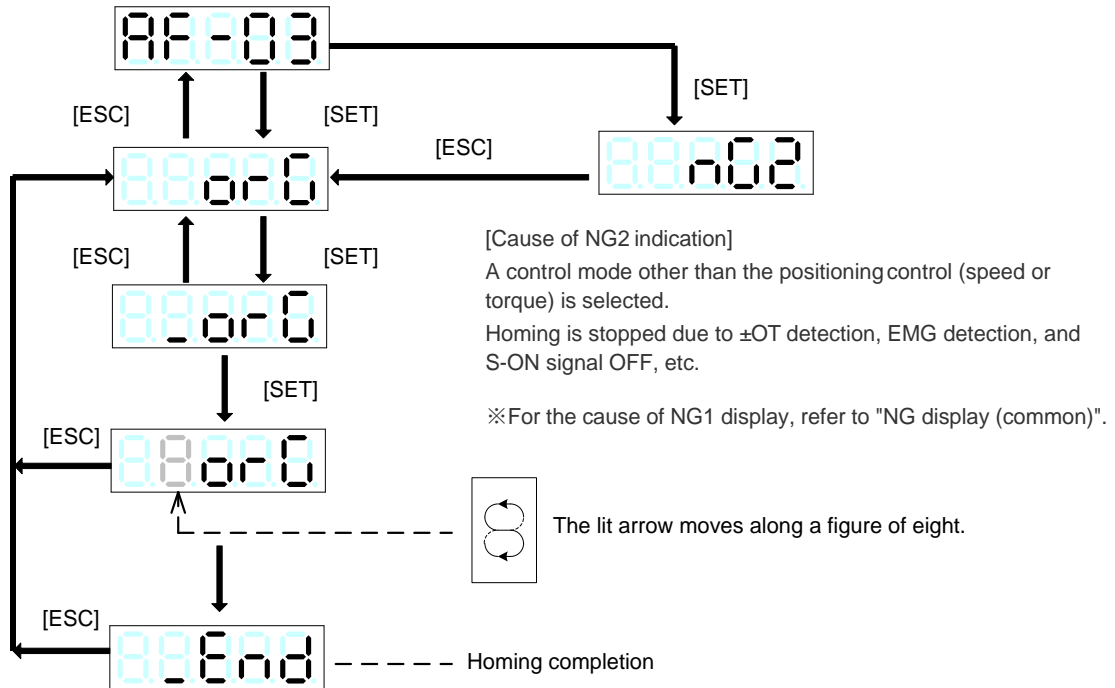 AF-03
[SET]
[ESC]
[SET]
[ESC]
orG
nG2
[ESC]
[SET]
[Cause of NG2 indication]
A control mode other than the positioning control (speed or
torque) is selected.
_orG
Homing is stopped due to ±OT detection, EMG detection, and
S-ON signal OFF, etc.
[SET]
※For the cause of NG1 display, refer to "NG display (common)".
[ESC]
8orG
The lit arrow moves along a figure of eight.
[ESC]
_End
Homing completion